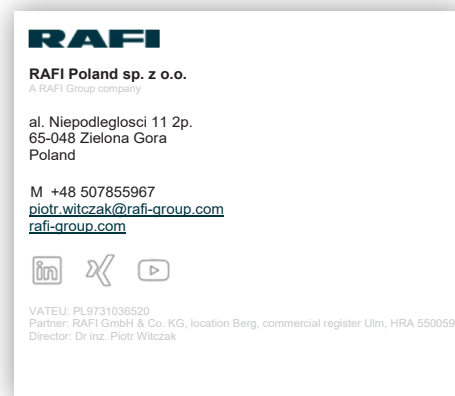 RAFI
RAFI Poland sp. z o.o.
A RAFI Group company
al. Niepodleglosci 11 2p.
65-048 Zielona Gora
Poland
M +48 507855967
piotr.witczak@rafi-group.com
rafi-group.com
in
VATEU: PL9731036520
Partner: RAFI GmbH & Co. KG, location Berg, commercial register Ulm, HRA 550059
Director: Dr inz. Piotr Witczak